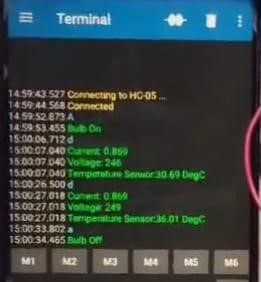 Terminal
14:59:43.527 Connecting to HC-05 ...
14:59:44.568 Connected
14:59:52.873 A
14:59:53.455 Bulb On
15:00:06.712 d
15:00:07.040 Current: 0.869
15:00:07.040 Voltage: 246
15:00:07.040 Temperature Sensor:30.69 DegC
15:00:26.500 d
15:00:27.018 Current: 0.869
15:00:27.018 Voltage: 249
15:00:27.018 Temperature Sensor:36.01 DegC
15:00:33.802 a
15:00:34.465 Bulb Off
M1 M2 M3 M4 M5 M6